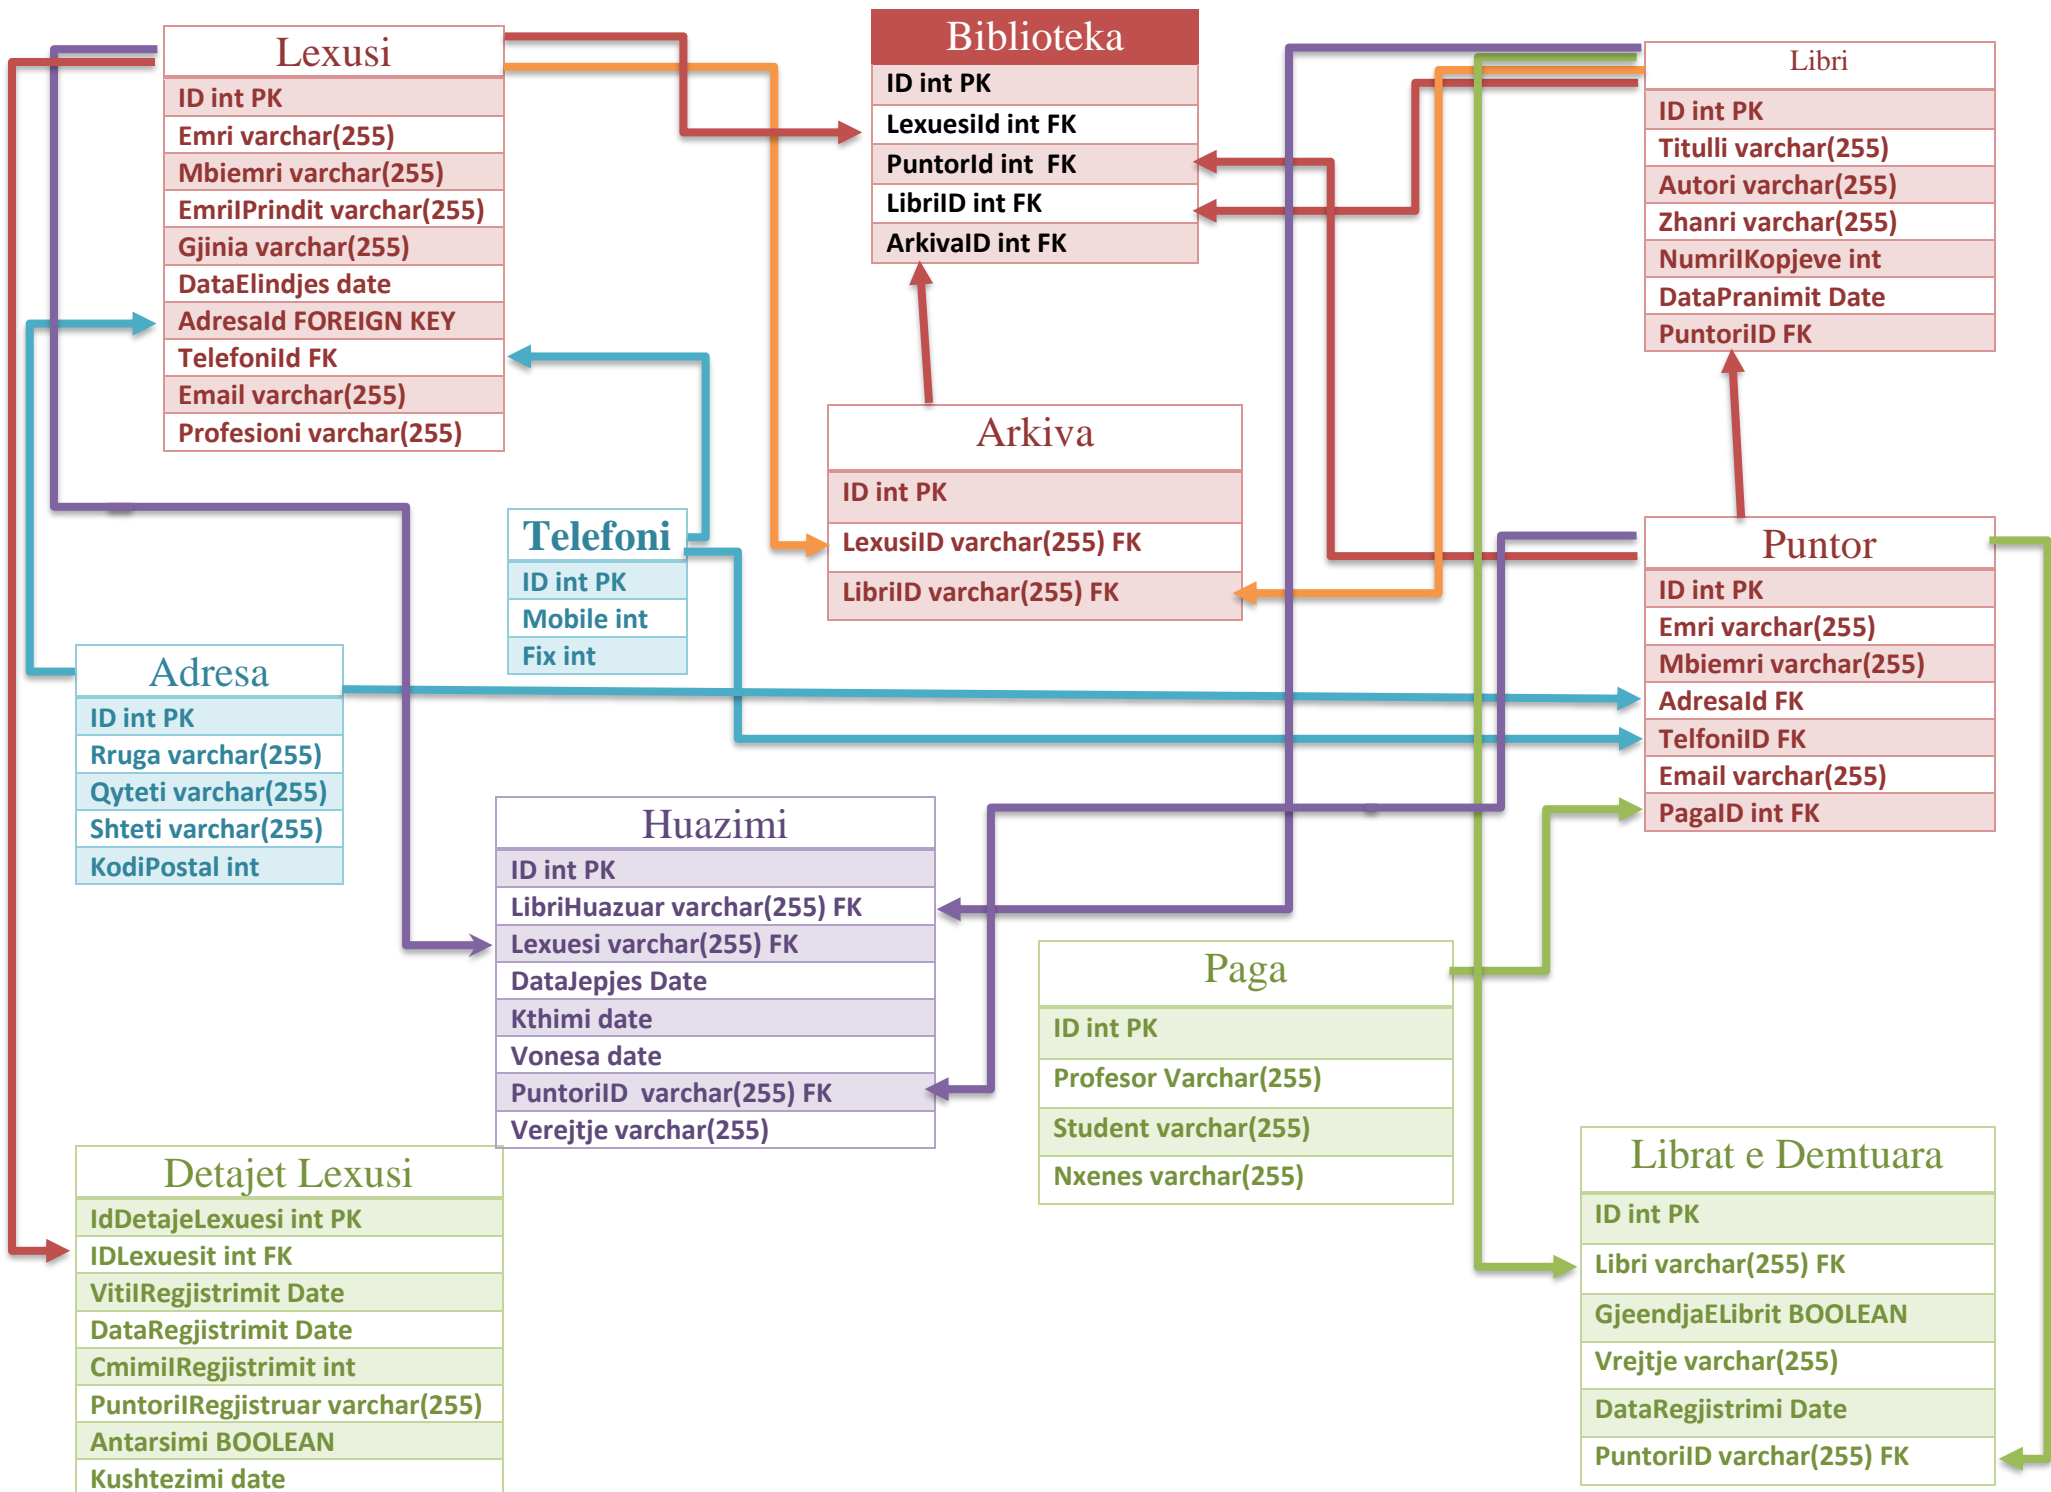 Lexusi
ID int PK
Emri varchar(255)
Mbiemri varchar(255)
EmriIPrindit varchar(255)
Gjinia varchar(255)
DataElindjes date
AdresaId FOREIGN KEY
TelefoniId FK
Email varchar(255)
Profesioni varchar(255)
Biblioteka
ID int PK
LexuesiId int FK
PuntorId int FK
LibriID int FK
ArkivaID int FK
Libri
ID int PK
Titulli varchar(255)
Autori varchar(255)
Zhanri varchar(255)
NumriIKopjeve int
DataPranimit Date
PuntoriID FK
Arkiva
ID int PK
LexusiID varchar(255) FK
LibriID varchar(255) FK
Telefoni
ID int PK
Mobile int
Fix int
Puntor
ID int PK
Emri varchar(255)
Mbiemri varchar(255)
AdresaId FK
TelfoniID FK
Email varchar(255)
PagaID int FK
Adresa
ID int PK
Rruga varchar(255)
Qyteti varchar(255)
Shteti varchar(255)
KodiPostal int
Huazimi
ID int PK
LibriHuazuar varchar(255) FK
Lexuesi varchar(255) FK
DataJepjes Date
Kthimi date
Vonesa date
PuntoriID varchar(255) FK
Verejtje varchar(255)
Paga
ID int PK
Profesor Varchar(255)
Student varchar(255)
Nxenes varchar(255)
Detajet Lexusi
IdDetajeLexuesi int PK
IDLexuesit int FK
VitiIRegjistrimit Date
DataRegjistrimit Date
CmimiIRegjistrimit int
PuntoriIRegjistruar varchar(255)
Antarsimi BOOLEAN
Kushtezimi date
Librat e Demtuara
ID int PK
Libri varchar(255) FK
GjeendjaELibrit BOOLEAN
Vrejtje varchar(255)
DataRegjistrimi Date
PuntoriID varchar(255) FK